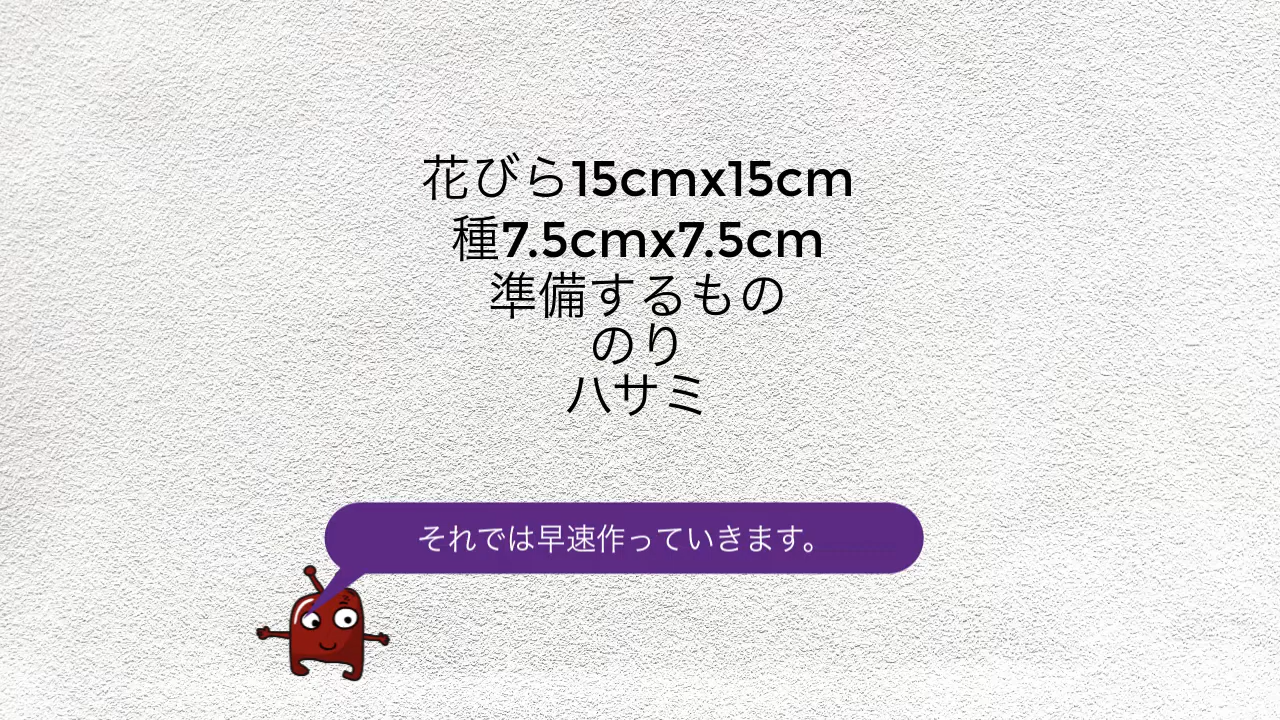 花びら15cmx15cm
種7.5cmx7.5cm
準備するもの
のり
ハサミ
それでは早速作っていきます。